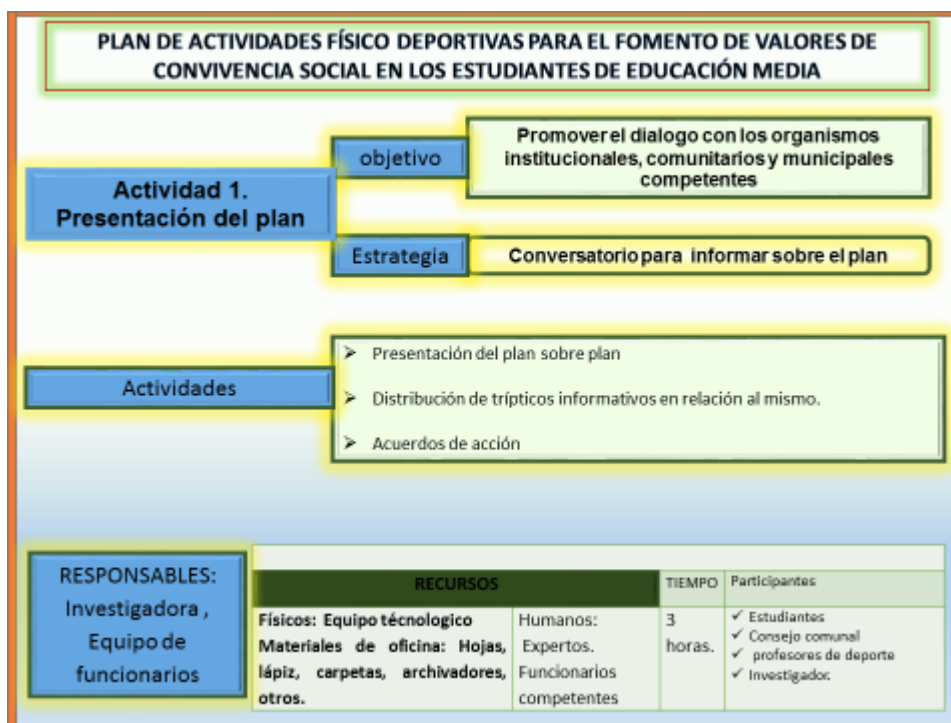 PLAN DE ACTIVIDADES FÍSICO DEPORTIVAS PARA EL FOMENTO DE VALORES DE
CONVIVENCIA SOCIAL EN LOS ESTUDIANTES DE EDUCACIÓN MEDIA
Actividad 1.
Presentación del plan
objetivo
Promover el dialogo con los organismos
institucionales, comunitarios y municipales
competentes
Estrategia
Conversatorio para informar sobre el plan
Actividades
➢ Presentación del plan sobre plan
➢ Distribución de trípticos informativos en relación al mismo.
➢ Acuerdos de acción
RESPONSABLES:
Investigadora ,
Equipo de
funcionarios
RECURSOS
TIEMPO
Participantes
Físicos: Equipo técnologico
Materiales de oficina: Hojas,
lápiz, carpetas, archivadores,
otros.
Humanos:
Expertos.
Funcionarios
competentes
3
horas.
✓ Estudiantes
✓ Consejo comunal
✓ profesores de deporte
✓ Investigador.